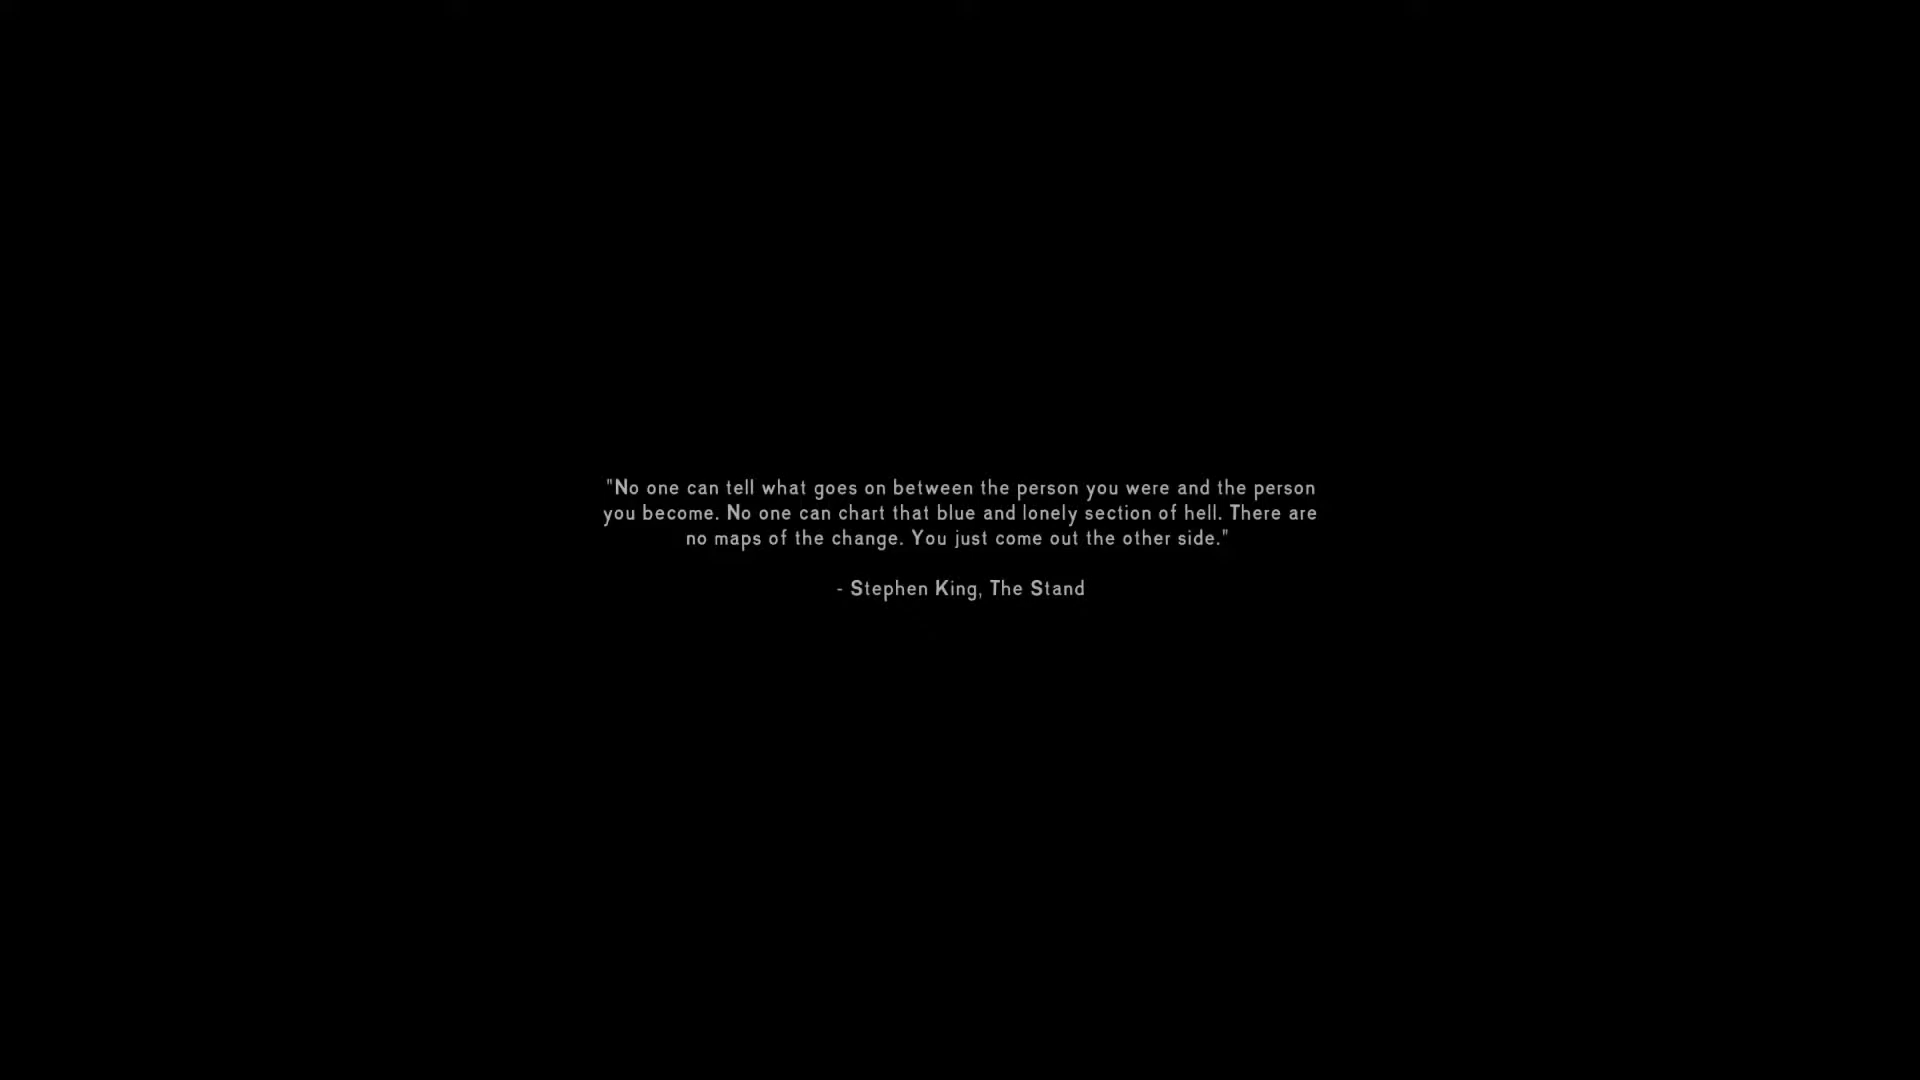 "No one can tell what goes on between the person you were and the person
you become. No one can chart that blue and lonely section of hell. There are
no maps of the change. You just come out the other side."
- Stephen King, The Stand